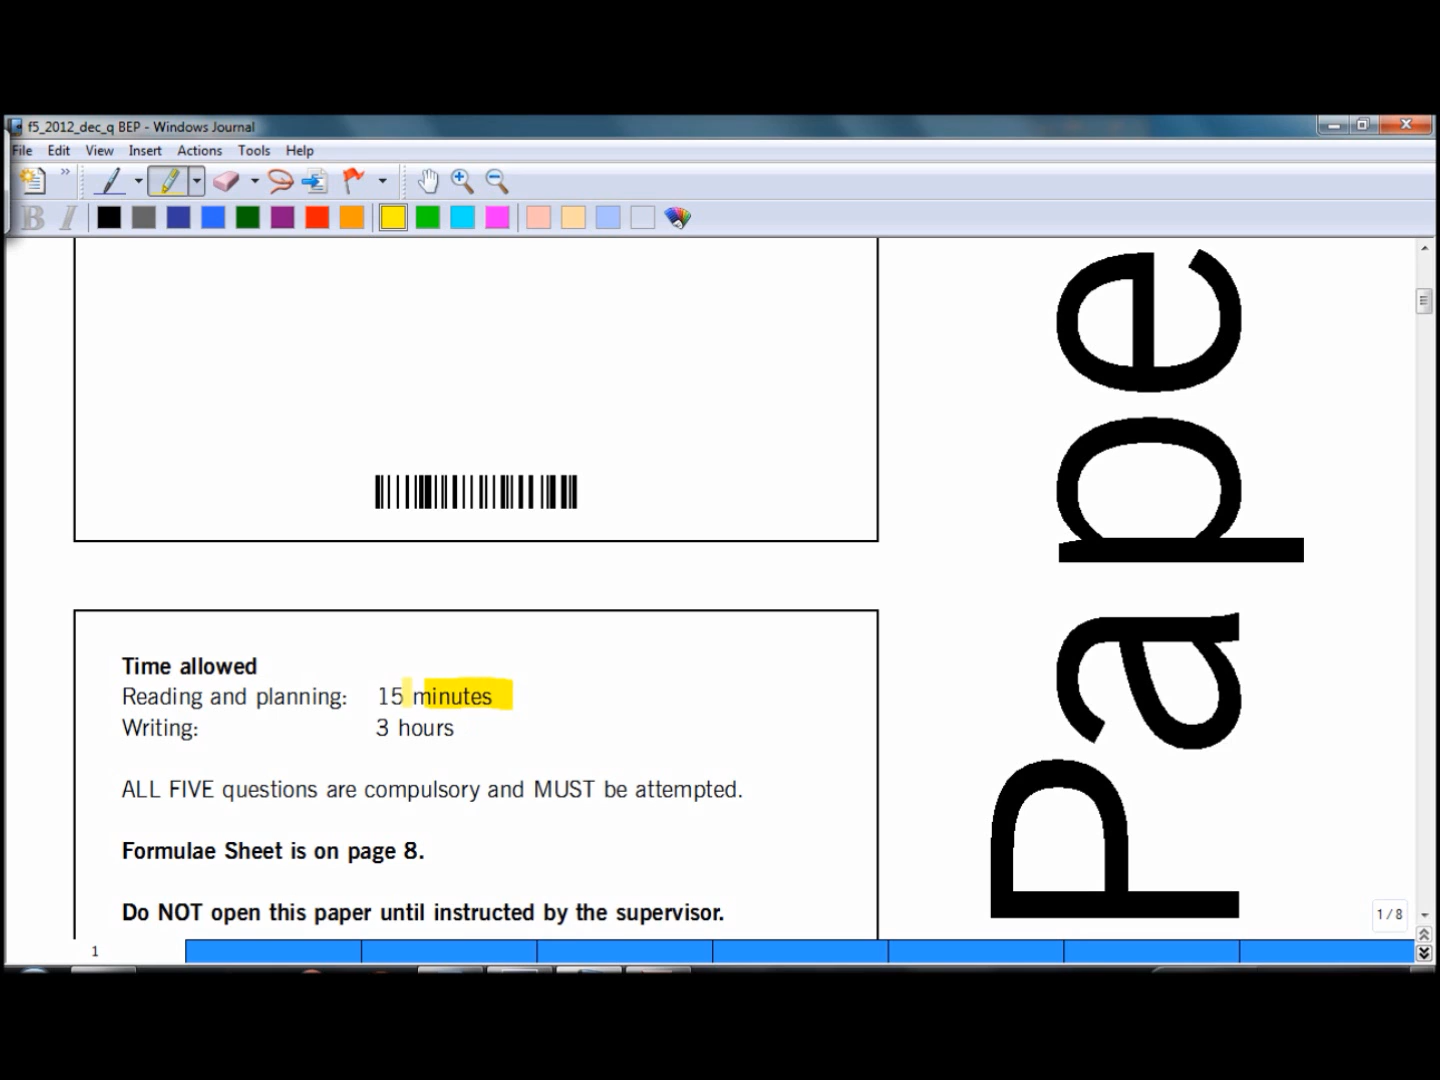 f5_2012_dec_q BEP - Windows Journal
File Edit View Insert Actions Tools Help
B I
Time allowed
Reading and planning: 15 minutes
Writing: 3 hours
ALL FIVE questions are compulsory and MUST be attempted.
Formulae Sheet is on page 8.
Do NOT open this paper until instructed by the supervisor.
Pape
1 / 8
1